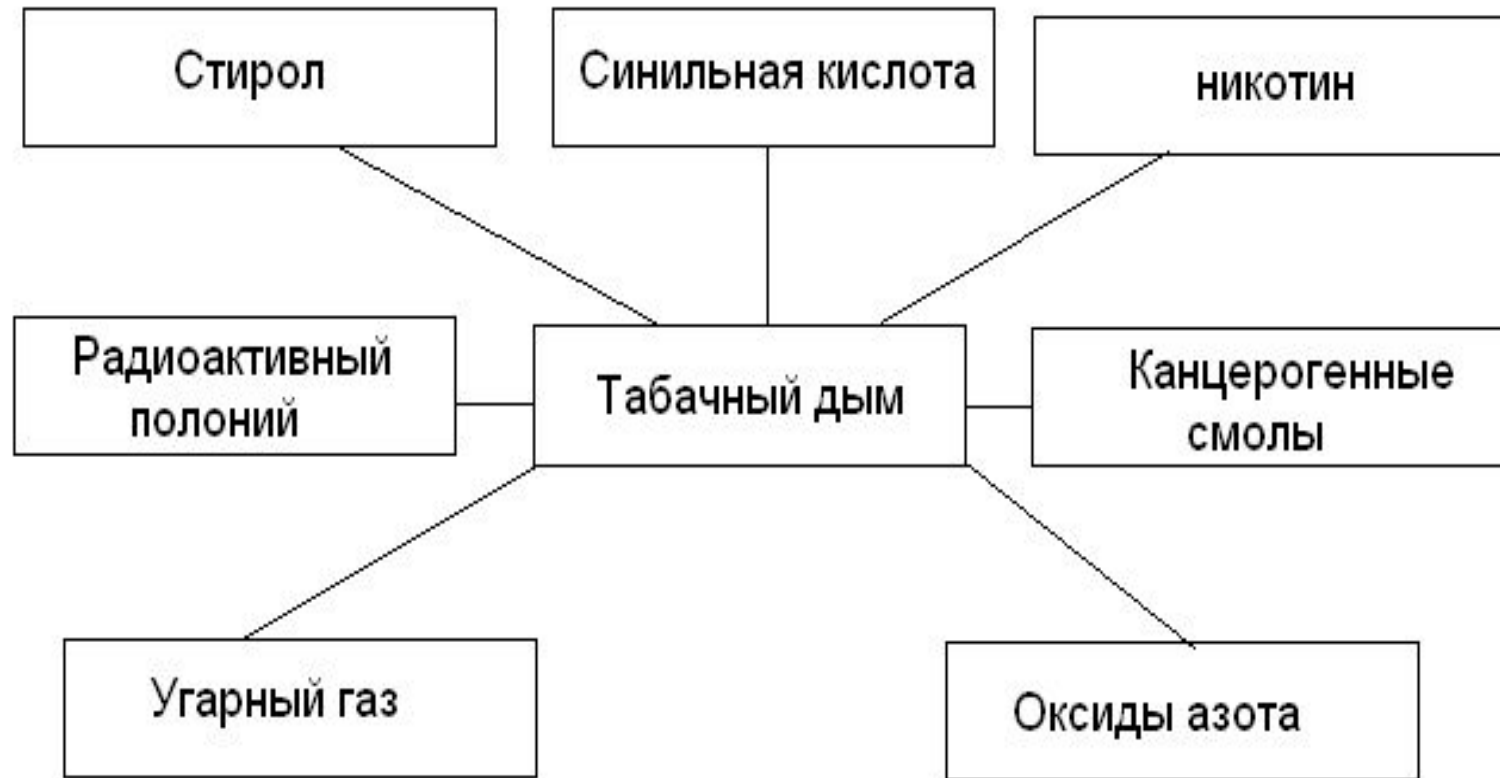 Стирол
Синильная кислота
никотин
Радиоактивный
полоний
Табачный дым
Канцерогенные
смолы
Угарный газ
Оксиды азота